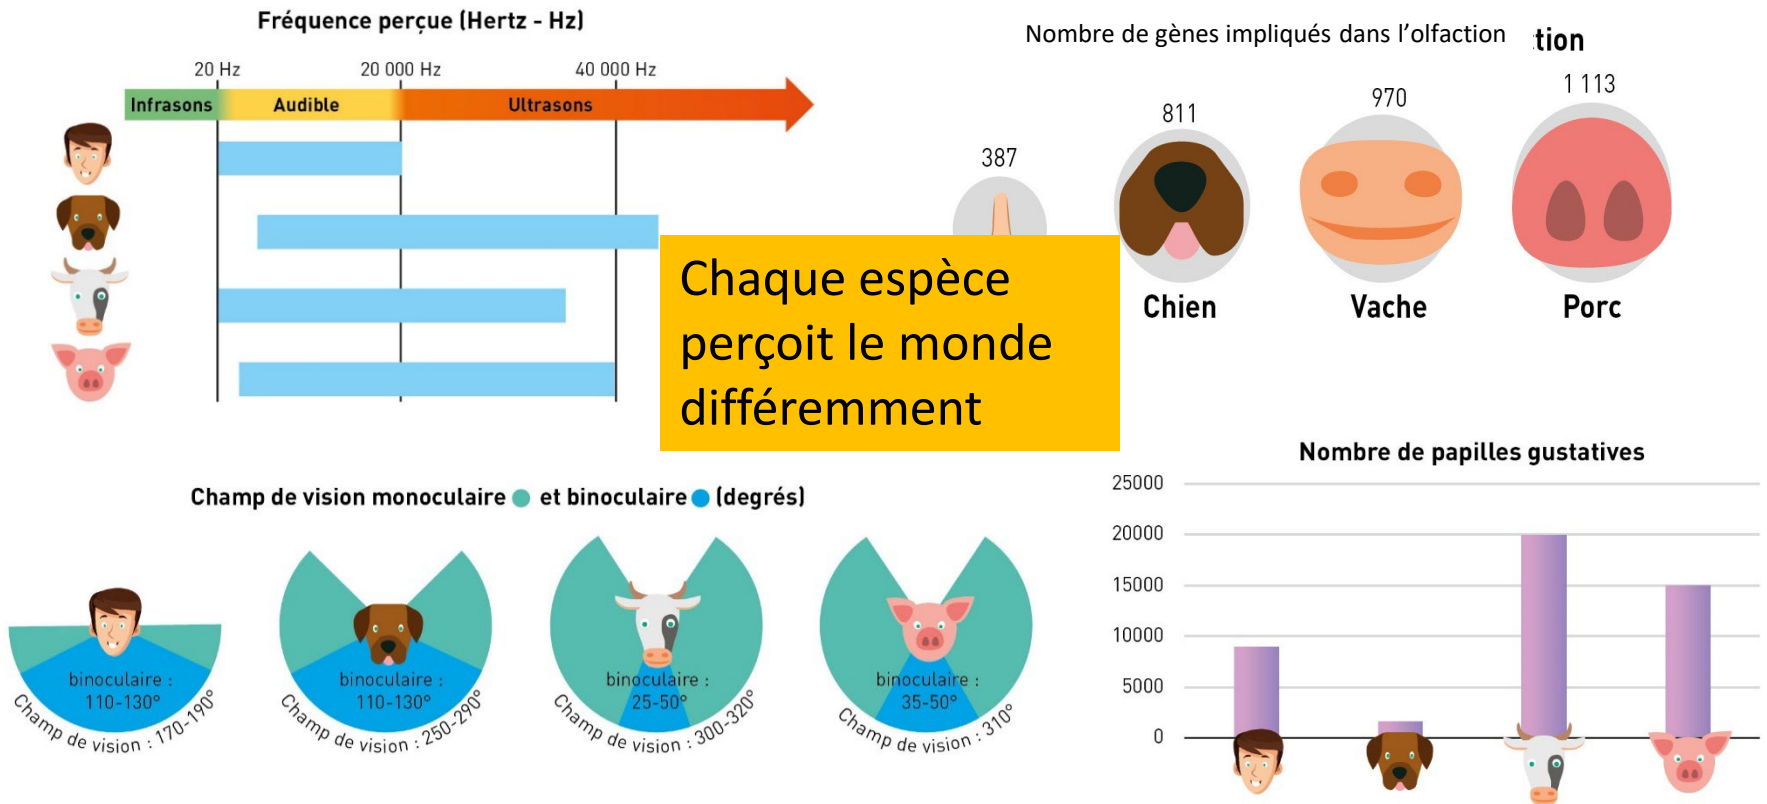 Fréquence perçue (Hertz - Hz)
20 Hz
20 000 Hz
40 000 Hz
Infrasons
Audible
Ultrasons
Nombre de gènes impliqués dans l'olfaction
tion
387
811
970
1 113
Chien
Vache
Porc
Chaque espèce
perçoit le monde
différemment
Champ de vision monoculaire et binoculaire (degrés)
binoculaire :
110-130°
Champ de vision : 170-190°
binoculaire :
110-130°
Champ de vision : 250-290°
binoculaire :
25-50°
Champ de vision : 300-320°
binoculaire :
35-50°
Champ de vision : 310°
Nombre de papilles gustatives
25000
20000
15000
10000
5000
0